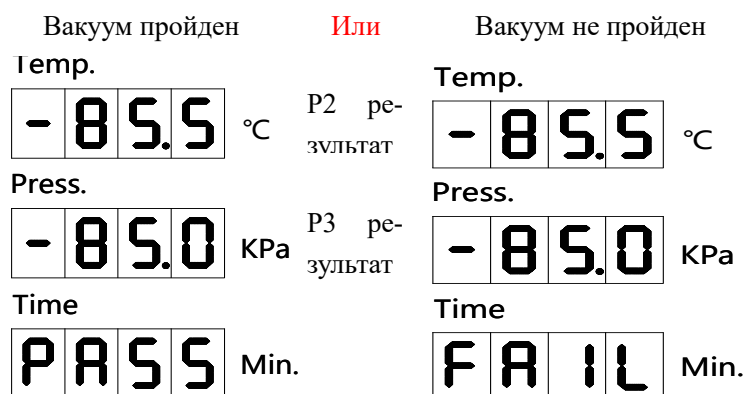 Вакуум пройден Или Вакуум не пройден
Temp. Temp.
-85.5 °C P2 ре- -85.5 °C
зультат
Press. Press.
-85.0 KPa P3 ре- -85.0 KPa
зультат
Time Time
PASS Min. FAIL Min.